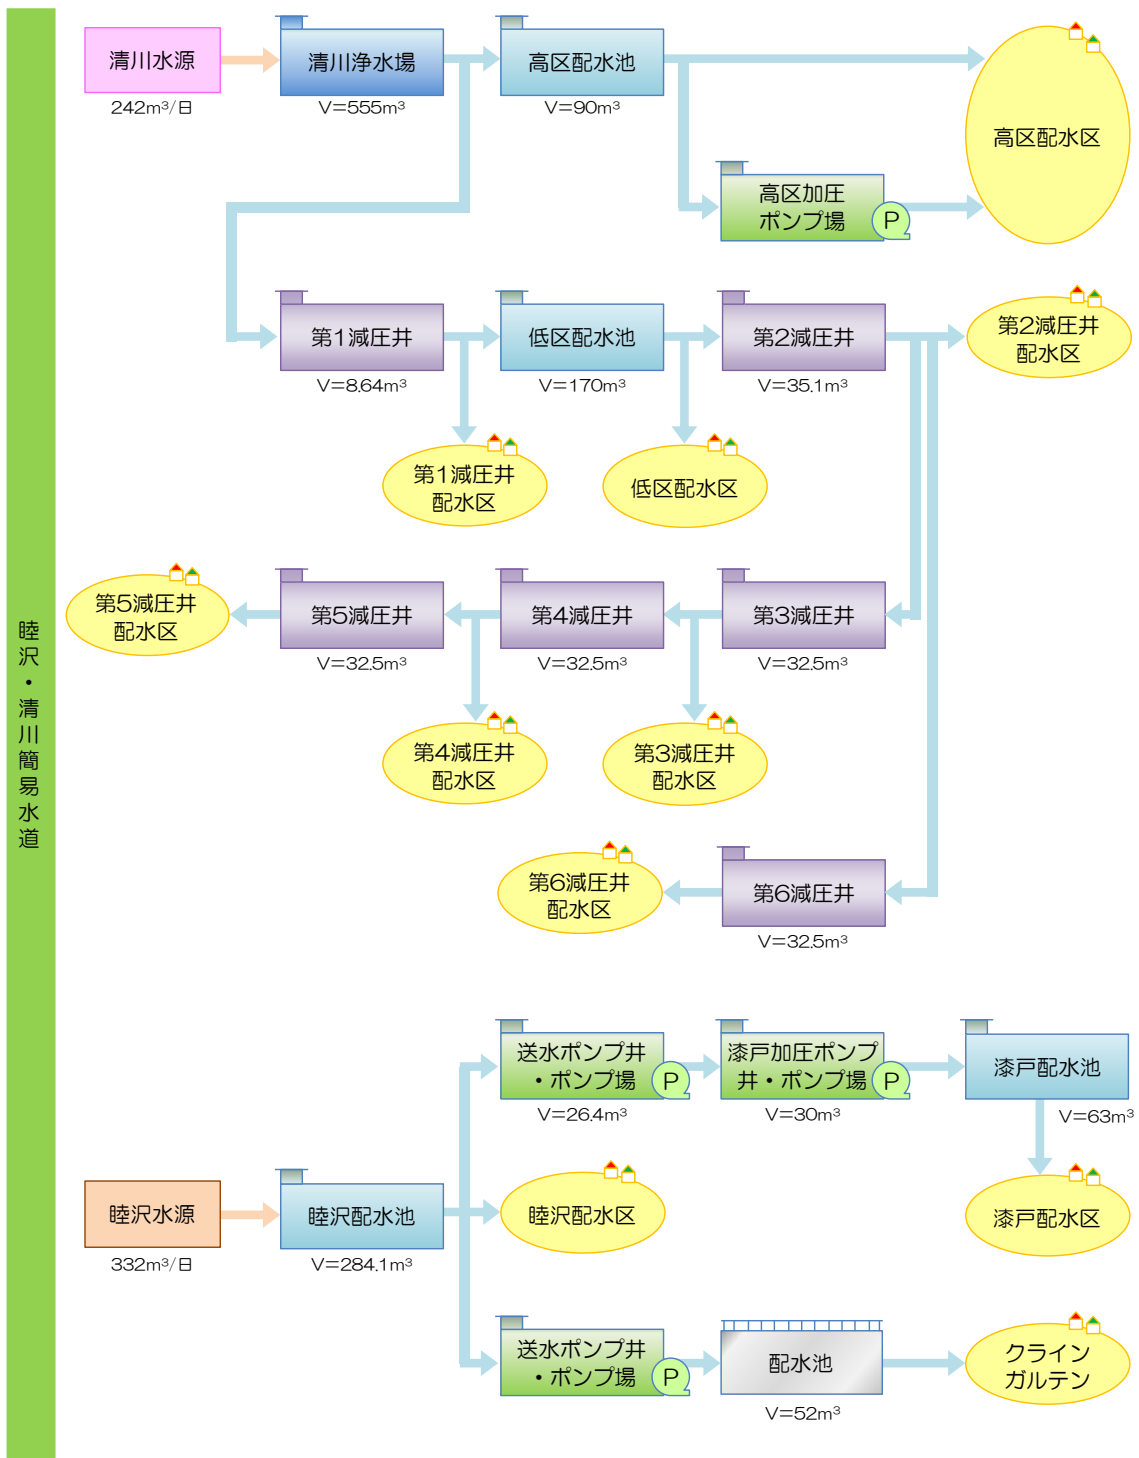 睦沢・清川簡易水道
清川水源
242m³/日
清川浄水場
V=555m³
高区配水池
V=90m³
高区配水区
高区加圧
ポンプ場
P
第1減圧井
V=8.64m³
低区配水池
V=170m³
第2減圧井
V=35.1m³
第2減圧井
配水区
第1減圧井
配水区
低区配水区
第5減圧井
配水区
第5減圧井
V=32.5m³
第4減圧井
V=32.5m³
第3減圧井
V=32.5m³
第4減圧井
配水区
第3減圧井
配水区
第6減圧井
配水区
第6減圧井
V=32.5m³
送水ポンプ井
・ポンプ場
P
V=26.4m³
漆戸加圧ポンプ
井・ポンプ場
P
V=30m³
漆戸配水池
V=63m³
睦沢水源
332m³/日
睦沢配水池
V=284.1m³
睦沢配水区
漆戸配水区
送水ポンプ井
・ポンプ場
P
配水池
V=52m³
クライン
ガルテン